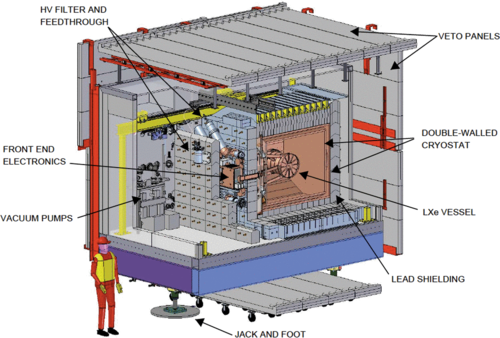 HV FILTER AND
FEEDTHROUGH
VETO PANELS
FRONT END
ELECTRONICS
DOUBLE-WALLED
CRYOSTAT
VACUUM PUMPS
LXe VESSEL
LEAD SHIELDING
JACK AND FOOT